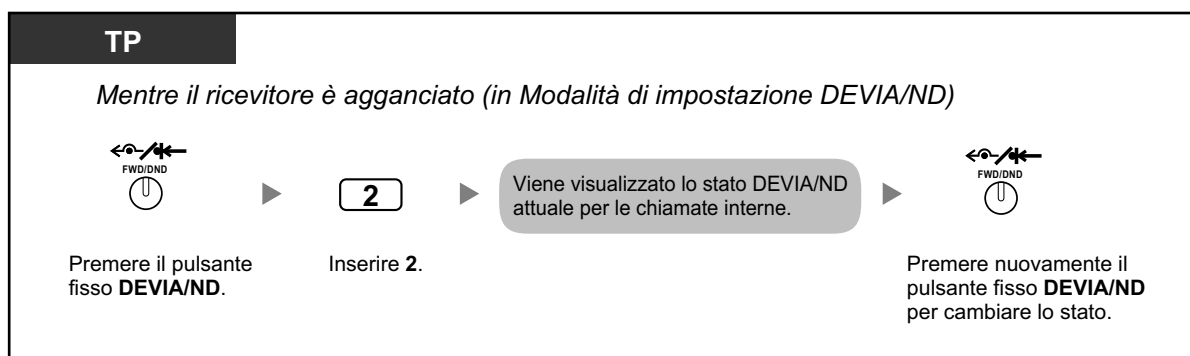 TP
Mentre il ricevitore è agganciato (in Modalità di impostazione DEVIA/ND)
FWD/DND
Premere il pulsante
fisso DEVIA/ND.
2
Inserire 2.
Viene visualizzato lo stato DEVIA/ND
attuale per le chiamate interne.
FWD/DND
Premere nuovamente il
pulsante fisso DEVIA/ND
per cambiare lo stato.